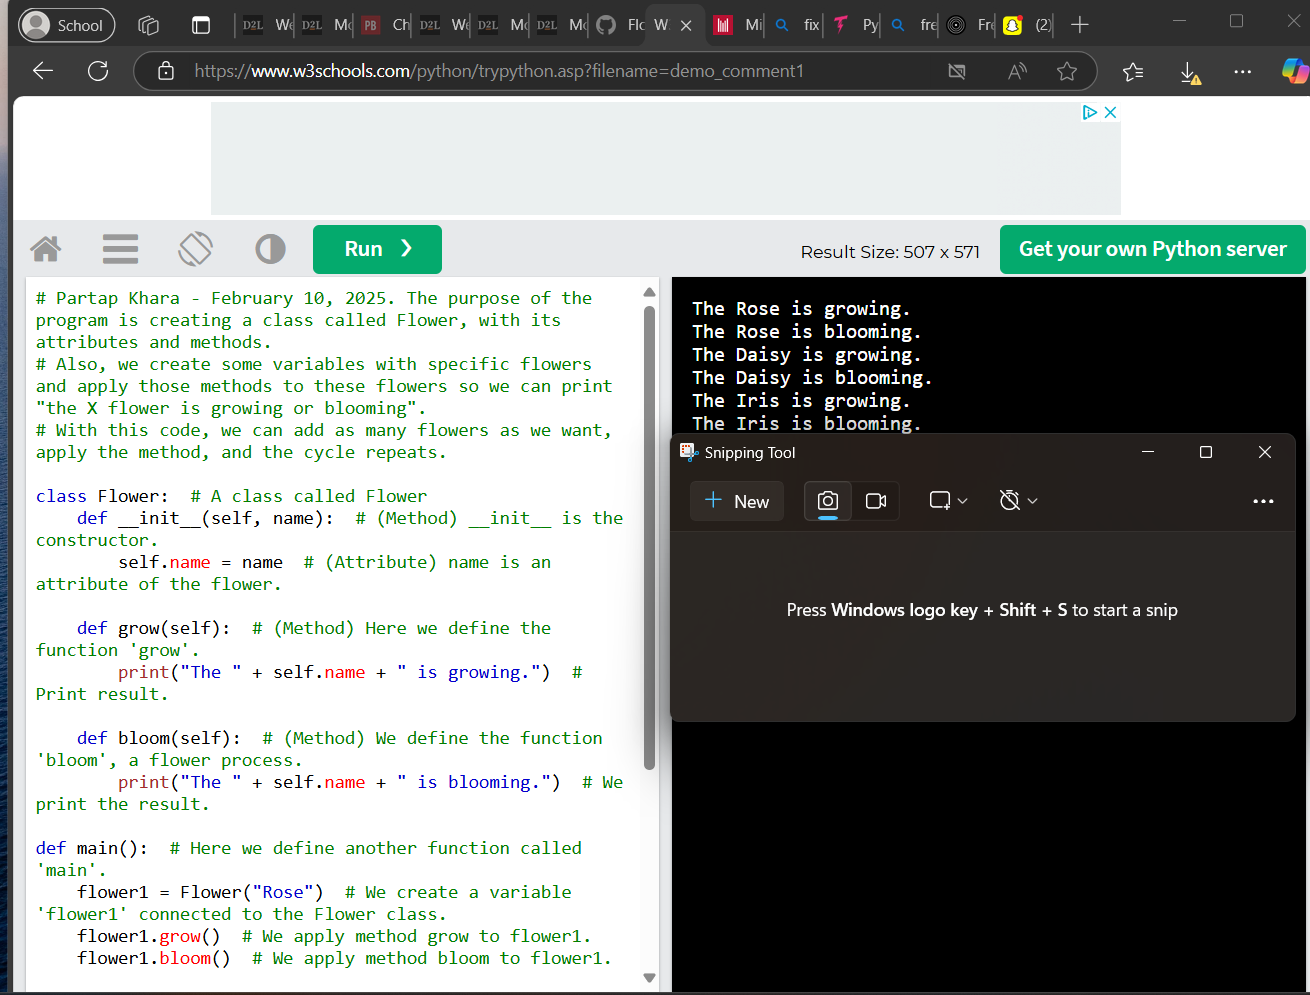 School
D2L
We
D2L
Mo
PB
Ch
D2L
We
D2L
Mo
D2L
Mo
Flo
W
Mi
fix
Py
fre
Fre
(2)
https://www.w3schools.com/python/trypython.asp?filename=demo_comment1
Run ❯
Result Size: 507 x 571
Get your own Python server
# Partap Khara - February 10, 2025. The purpose of the
program is creating a class called Flower, with its
attributes and methods.
# Also, we create some variables with specific flowers
and apply those methods to these flowers so we can print
"the X flower is growing or blooming".
# With this code, we can add as many flowers as we want,
apply the method, and the cycle repeats.
class Flower:  # A class called Flower
    def __init__(self, name):  # (Method) __init__ is the
constructor.
        self.name = name  # (Attribute) name is an
attribute of the flower.
    def grow(self):  # (Method) Here we define the
function 'grow'.
        print("The " + self.name + " is growing.")  #
Print result.
    def bloom(self):  # (Method) We define the function
'bloom', a flower process.
        print("The " + self.name + " is blooming.")  # We
print the result.
def main():  # Here we define another function called
'main'.
    flower1 = Flower("Rose")  # We create a variable
'flower1' connected to the Flower class.
    flower1.grow()  # We apply method grow to flower1.
    flower1.bloom()  # We apply method bloom to flower1.
The Rose is growing.
The Rose is blooming.
The Daisy is growing.
The Daisy is blooming.
The Iris is growing.
The Iris is blooming.
Snipping Tool
New
Press Windows logo key + Shift + S to start a snip